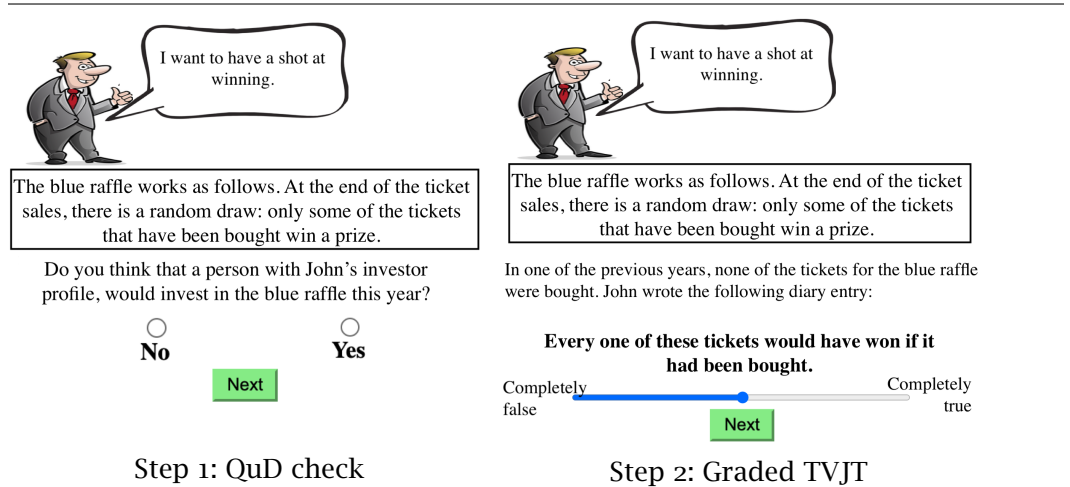 I want to have a shot at
winning.
The blue raffle works as follows. At the end of the ticket
sales, there is a random draw: only some of the tickets
that have been bought win a prize.
Do you think that a person with John's investor
profile, would invest in the blue raffle this year?
No
Yes
Next
Step 1: QuD check
I want to have a shot at
winning.
The blue raffle works as follows. At the end of the ticket
sales, there is a random draw: only some of the tickets
that have been bought win a prize.
In one of the previous years, none of the tickets for the blue raffle
were bought. John wrote the following diary entry:
Every one of these tickets would have won if it
had been bought.
Completely
false
Completely
true
Next
Step 2: Graded TVJT